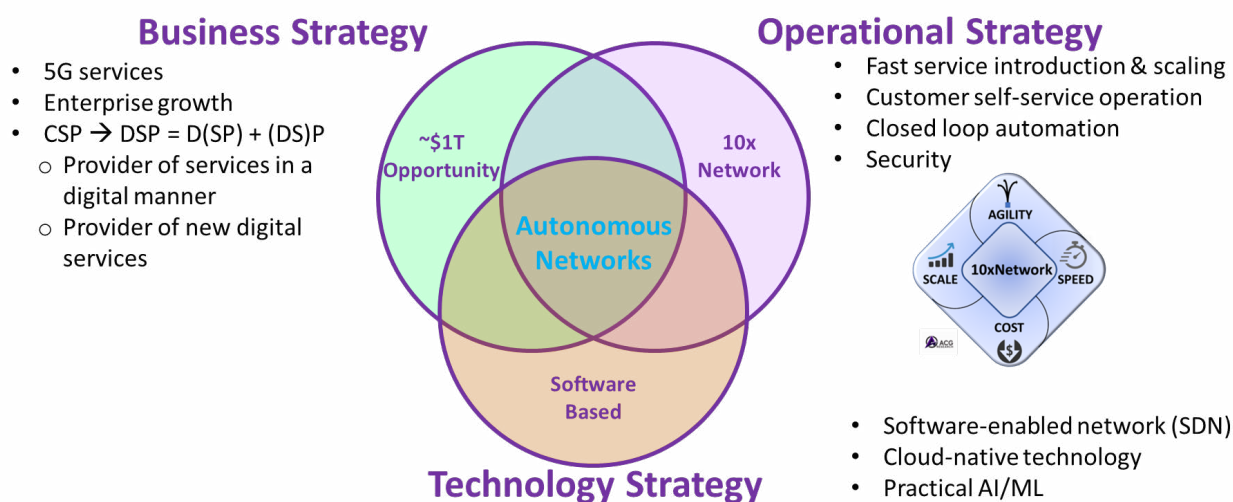 Business Strategy
• 5G services
• Enterprise growth
• CSP → DSP = D(SP) + (DS)P
o Provider of services in a
digital manner
o Provider of new digital
services
~$1T
Opportunity
10x
Network
Autonomous
Networks
Software
Based
Technology Strategy
Operational Strategy
• Fast service introduction & scaling
• Customer self-service operation
• Closed loop automation
• Security
AGILITY
SCALE
10xNetwork
SPEED
COST
$
ACG
• Software-enabled network (SDN)
• Cloud-native technology
• Practical AI/ML